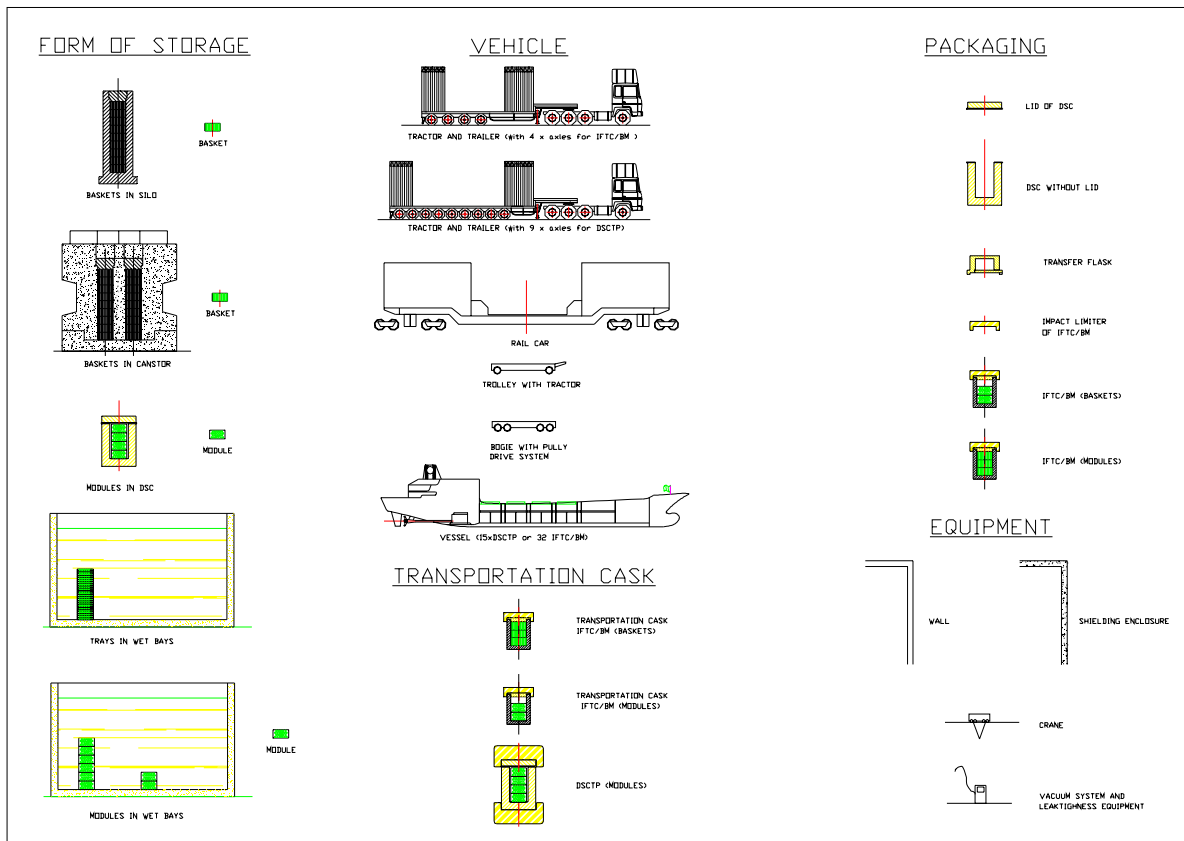 FORM OF STORAGE
BASKET
BASKETS IN SILO
BASKET
BASKETS IN CANSTOR
MODULE
MODULES IN DSC
TRAYS IN WET BAYS
MODULE
MODULES IN WET BAYS
VEHICLE
TRACTOR AND TRAILER (With 4 x axles for IFTC/BM )
TRACTOR AND TRAILER (With 9 x axles for DSCTP)
RAIL CAR
TROLLEY WITH TRACTOR
BOGIE WITH PULLY
DRIVE SYSTEM
VESSEL (15xDSCTP or 32 IFTC/BM)
TRANSPORTATION CASK
TRANSPORTATION CASK
IFTC/BM (BASKETS)
TRANSPORTATION CASK
IFTC/BM (MODULES)
DSCTP (MODULES)
PACKAGING
LID OF DSC
DSC WITHOUT LID
TRANSFER FLASK
IMPACT LIMITER
OF IFTC/BM
IFTC/BM (BASKETS)
IFTC/BM (MODULES)
EQUIPMENT
WALL
SHIELDING ENCLOSURE
CRANE
VACUUM SYSTEM AND
LEAKTIGHNESS EQUIPMENT